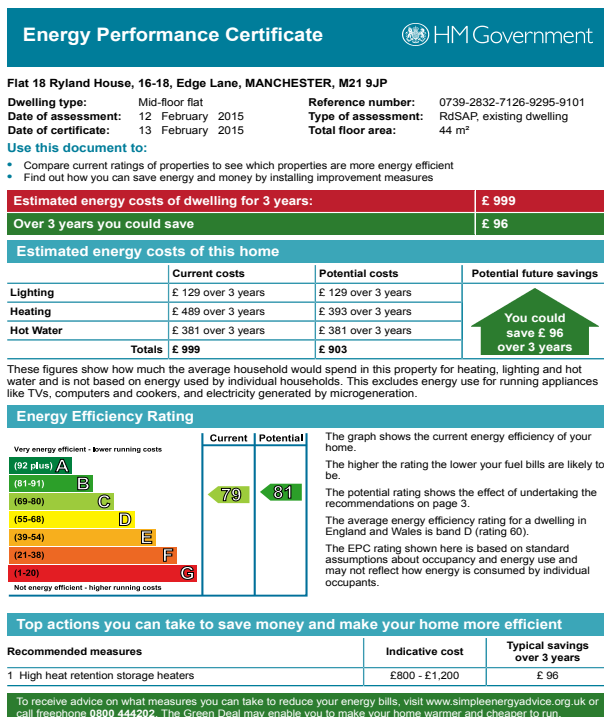 Energy Performance Certificate
HM Government
Flat 18 Ryland House, 16-18, Edge Lane, MANCHESTER, M21 9JP
Dwelling type: Mid-floor flat
Date of assessment: 12 February 2015
Date of certificate: 13 February 2015
Reference number: 0739-2832-7126-9295-9101
Type of assessment: RdSAP, existing dwelling
Total floor area: 44 m²
Use this document to:
• Compare current ratings of properties to see which properties are more energy efficient
• Find out how you can save energy and money by installing improvement measures
Estimated energy costs of dwelling for 3 years: £ 999
Over 3 years you could save £ 96
Estimated energy costs of this home
Current costs Potential costs Potential future savings
Lighting £ 129 over 3 years £ 129 over 3 years
Heating £ 489 over 3 years £ 393 over 3 years
Hot Water £ 381 over 3 years £ 381 over 3 years
Totals £ 999 £ 903
You could
save £ 96
over 3 years
These figures show how much the average household would spend in this property for heating, lighting and hot
water and is not based on energy used by individual households. This excludes energy use for running appliances
like TVs, computers and cookers, and electricity generated by microgeneration.
Energy Efficiency Rating
Current Potential
Very energy efficient - lower running costs
(92 plus) A
(81-91) B
(69-80) C
(55-68) D
(39-54) E
(21-38) F
(1-20) G
Not energy efficient - higher running costs
79 81
The graph shows the current energy efficiency of your
home.
The higher the rating the lower your fuel bills are likely to
be.
The potential rating shows the effect of undertaking the
recommendations on page 3.
The average energy efficiency rating for a dwelling in
England and Wales is band D (rating 60).
The EPC rating shown here is based on standard
assumptions about occupancy and energy use and
may not reflect how energy is consumed by individual
occupants.
Top actions you can take to save money and make your home more efficient
Recommended measures Indicative cost Typical savings
over 3 years
1 High heat retention storage heaters £800 - £1,200 £ 96
To receive advice on what measures you can take to reduce your energy bills, visit www.simpleenergyadvice.org.uk or
call freephone 0800 444202. The Green Deal may enable you to make your home warmer and cheaper to run.